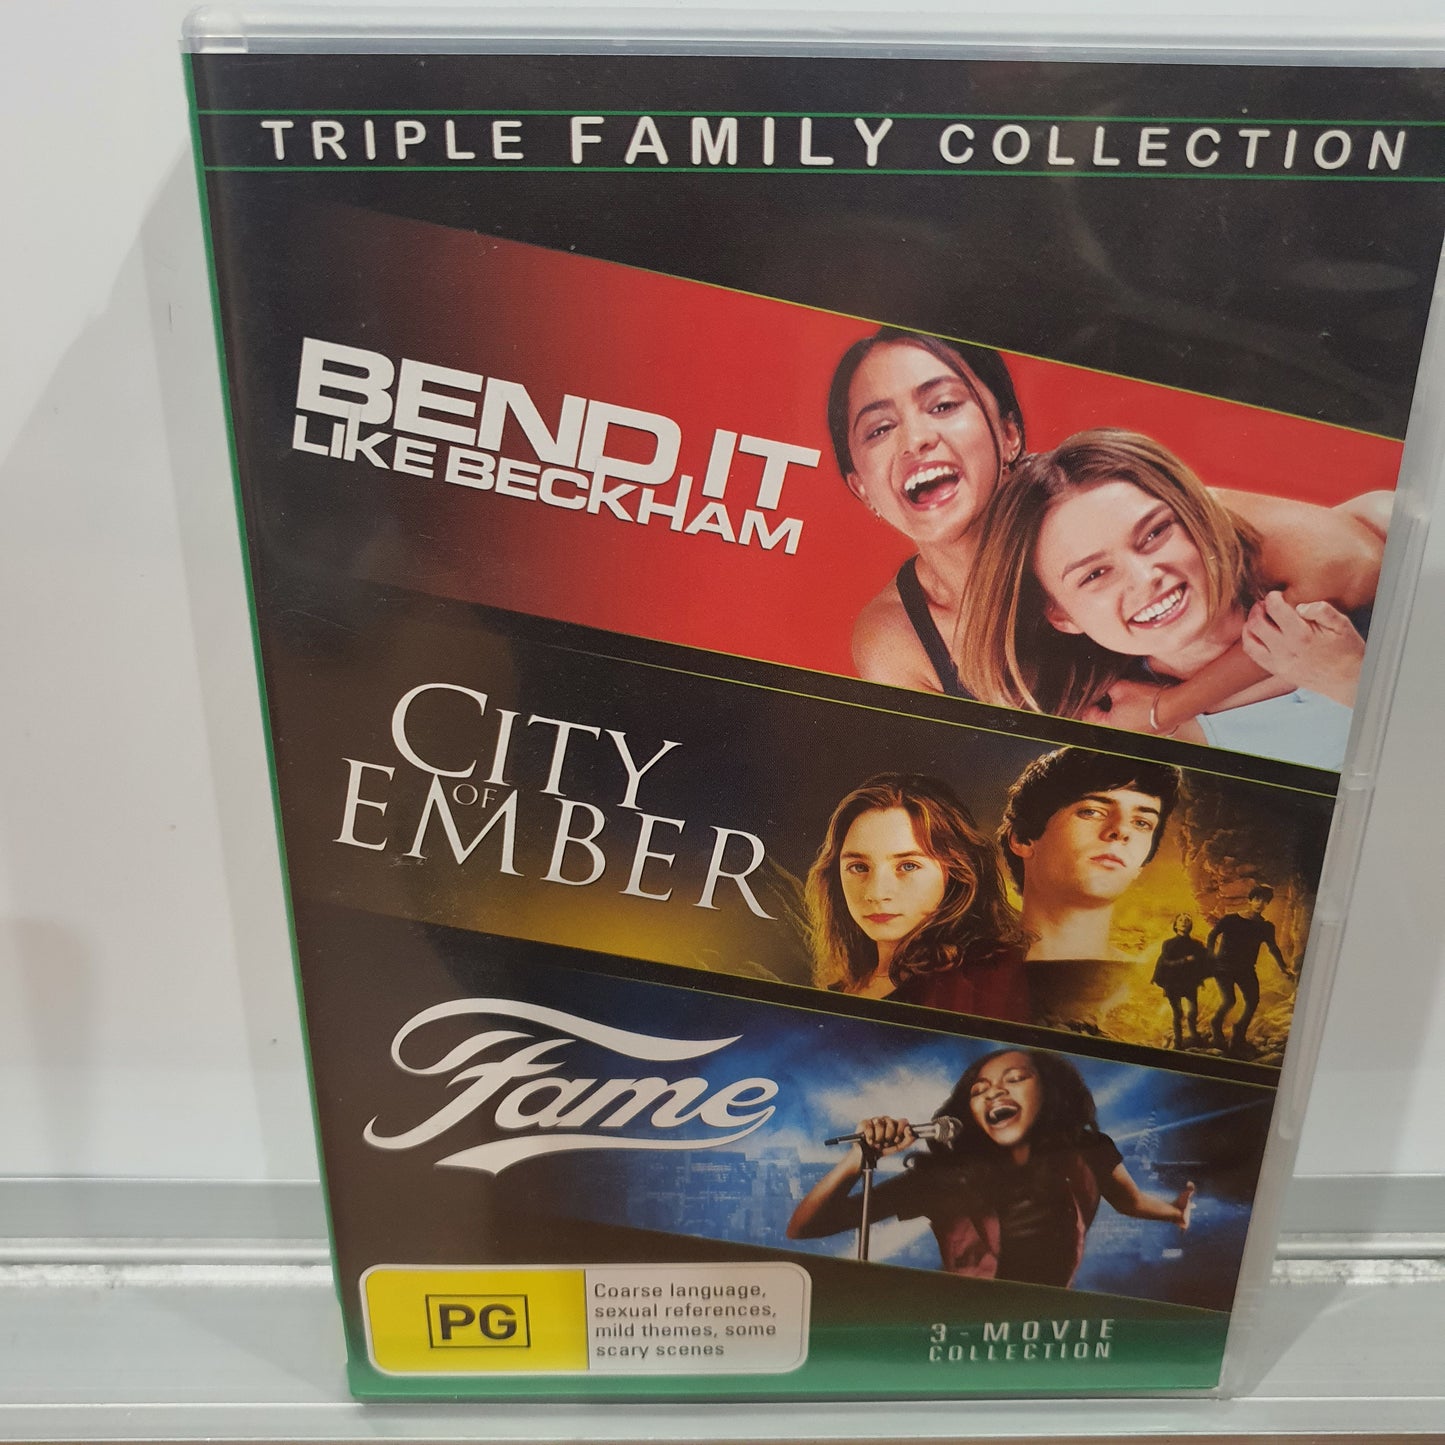 TRIPLE FAMILY COLLECTION
BEND IT
LIKE BECKHAM
CITY
OF
EMBER
Fame
PG
Coarse language,
sexual references,
mild themes, some
scary scenes
3-MOVIE
COLLECTION